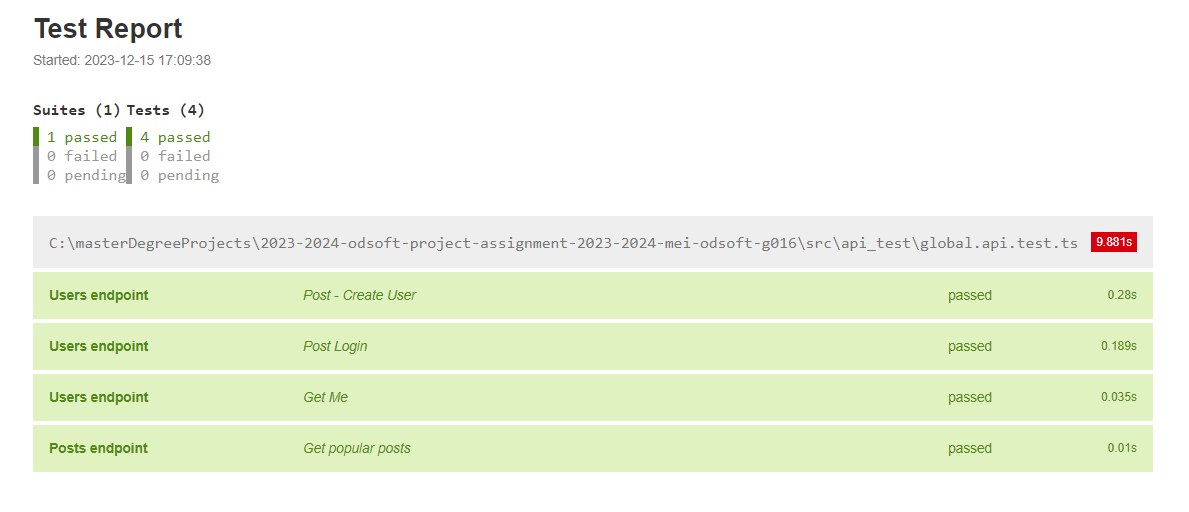 Test Report
Started: 2023-12-15 17:09:38
Suites (1) Tests (4)
1 passed 4 passed
0 failed 0 failed
0 pending 0 pending
C:\masterDegreeProjects\2023-2024-odsoft-project-assignment-2023-2024-mei-odsoft-g016\src\api_test\global.api.test.ts 9.881s
Users endpoint Post - Create User passed 0.28s
Users endpoint Post Login passed 0.189s
Users endpoint Get Me passed 0.035s
Posts endpoint Get popular posts passed 0.01s